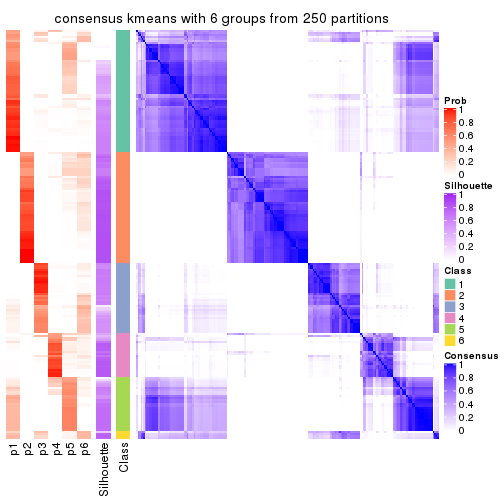 consensus kmeans with 6 groups from 250 partitions
Prob
1
0.8
0.6
0.4
0.2
0
Silhouette
1
0.8
0.6
0.4
0.2
0
Class
1
2
3
4
5
6
Consensus
1
0.8
0.6
0.4
0.2
0
p1
p2
p3
p4
p5
p6
Silhouette
Class